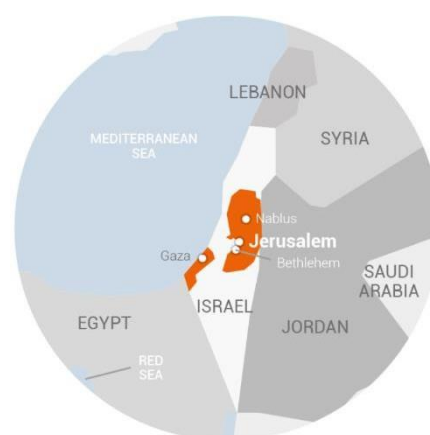 LEBANON
MEDITERRANEAN
SEA
SYRIA
Nablus
Jerusalem
Gaza
Bethlehem
SAUDI
ARABIA
ISRAEL
EGYPT
JORDAN
RED
SEA